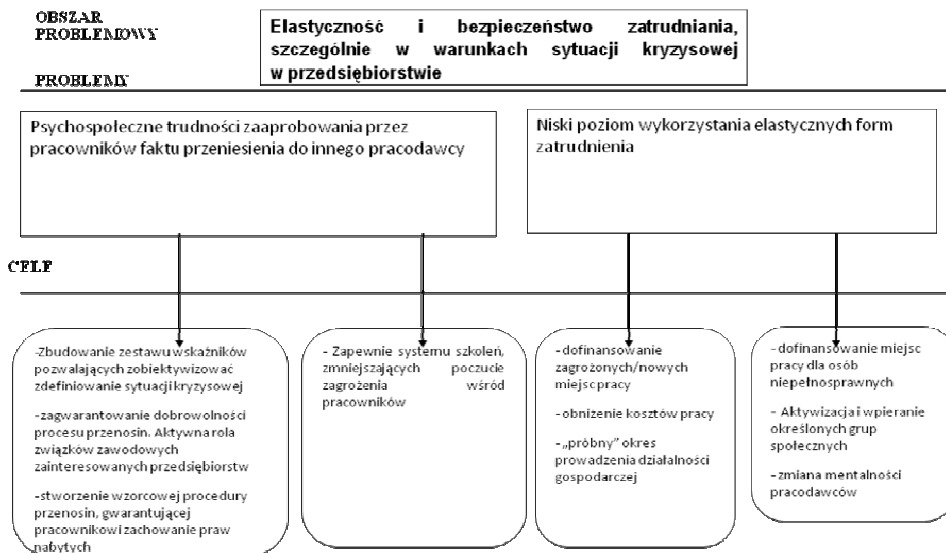 OBSZAR
PROBLEMOWY
Elastyczność i bezpieczeństwo zatrudniania,
szczególnie w warunkach sytuacji kryzysowej
w przedsiębiorstwie
PROBLEMY
Psychospołeczne trudności zaaprobowania przez
pracowników faktu przeniesienia do innego pracodawcy
Niski poziom wykorzystania elastycznych form
zatrudnienia
CELE
-Zbudowanie zestawu wskaźników
pozwalających zobiektywizować
zdefiniowanie sytuacji kryzysowej
-zagwarantowanie dobrowolności
procesu przenosin. Aktywna rola
związków zawodowych
zainteresowanych przedsiębiorstw
-stworzenie wzorcowej procedury
przenosin, gwarantującej
pracownikowi zachowanie praw
nabytych
- Zapewnie systemu szkoleń,
zmniejszających poczucie
zagrożenia wśród
pracowników
-dofinansowanie
zagrożonych/nowych
miejsc pracy
- obniżenie kosztów pracy
-„próbny” okres
prowadzenia działalności
gospodarczej
-dofinansowanie miejsc
pracy dla osób
niepełnosprawnych
- Aktywizacja i wpieranie
określonych grup
społecznych
-zmiana mentalności
pracodawców